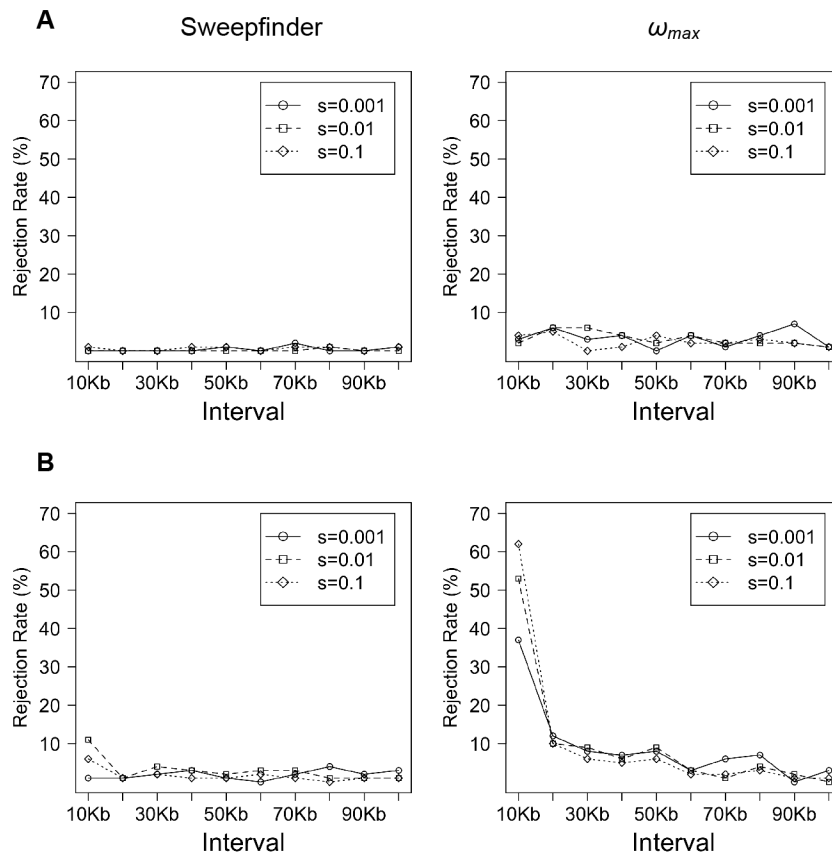 A
Sweepfinder
ωmax
Rejection Rate (%)
70
60
50
40
30
20
10
s=0.001
s=0.01
s=0.1
10Kb 30Kb 50Kb 70Kb 90Kb
Interval
Rejection Rate (%)
70
60
50
40
30
20
10
s=0.001
s=0.01
s=0.1
10Kb 30Kb 50Kb 70Kb 90Kb
Interval
B
Rejection Rate (%)
70
60
50
40
30
20
10
s=0.001
s=0.01
s=0.1
10Kb 30Kb 50Kb 70Kb 90Kb
Interval
Rejection Rate (%)
70
60
50
40
30
20
10
s=0.001
s=0.01
s=0.1
10Kb 30Kb 50Kb 70Kb 90Kb
Interval